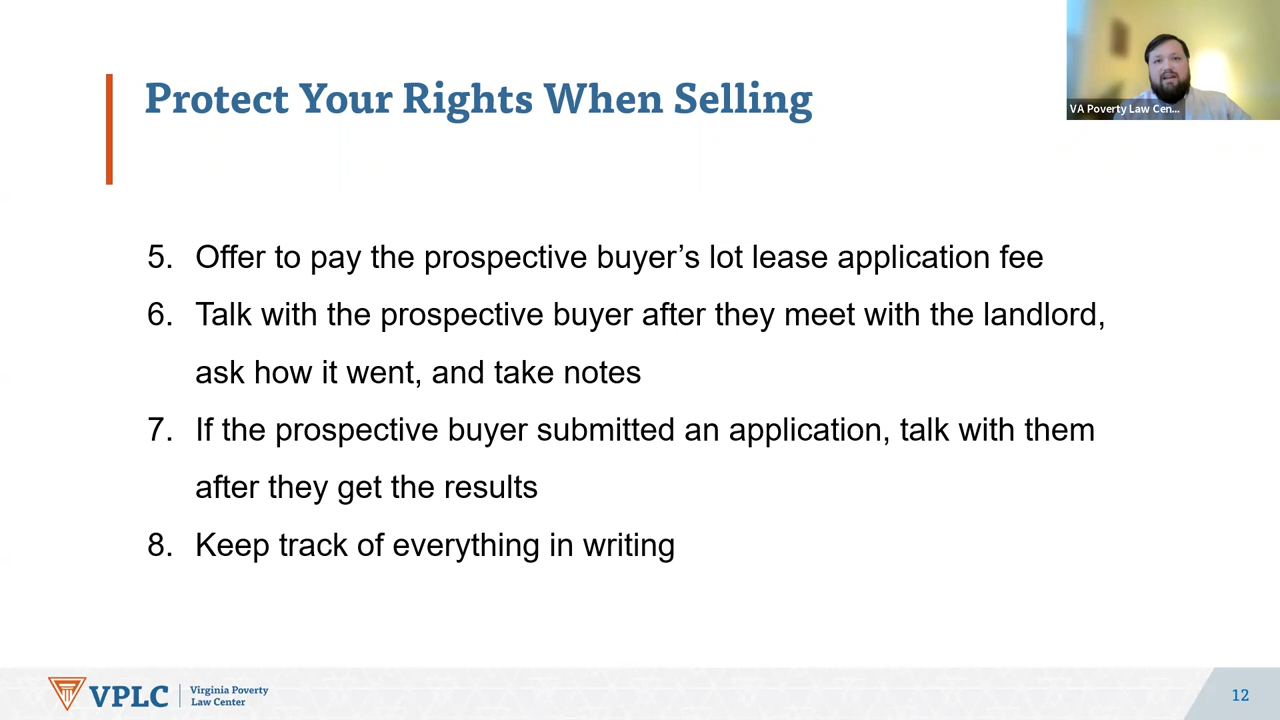 Protect Your Rights When Selling
VA Poverty Law Cen...
5. Offer to pay the prospective buyer’s lot lease application fee
6. Talk with the prospective buyer after they meet with the landlord,
ask how it went, and take notes
7. If the prospective buyer submitted an application, talk with them
after they get the results
8. Keep track of everything in writing
VPLC
Virginia Poverty
Law Center
12